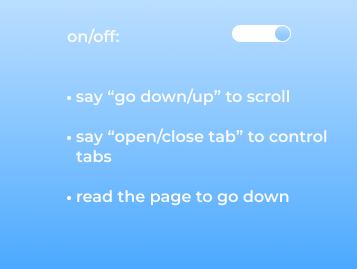 on/off:
• say “go down/up” to scroll
• say “open/close tab” to control
tabs
• read the page to go down